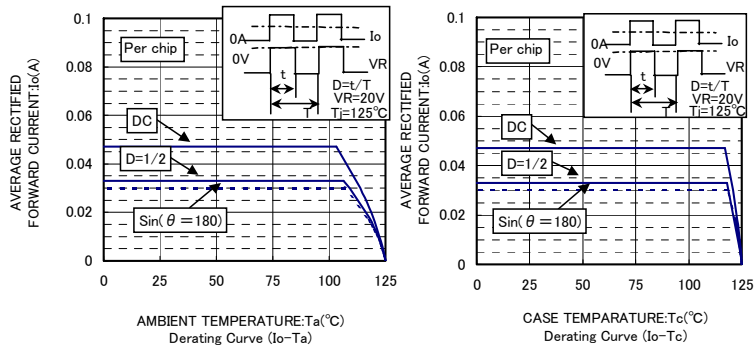 0.1
0.08
0.06
0.04
0.02
0
0 25 50 75 100 125
AVERAGE RECTIFIED
FORWARD CURRENT:Io(A)
Per chip
0A
0V
Io
VR
t
T
D=t/T
VR=20V
Tj=125°C
DC
D=1/2
Sin(θ=180)
AMBIENT TEMPERATURE:Ta(°C)
Derating Curve (Io-Ta)
0.1
0.08
0.06
0.04
0.02
0
0 25 50 75 100 125
AVERAGE RECTIFIED
FORWARD CURRENT:Io(A)
Per chip
0A
0V
Io
VR
t
T
D=t/T
VR=20V
Tj=125°C
DC
D=1/2
Sin(θ=180)
CASE TEMPARATURE:Tc(°C)
Derating Curve (Io-Tc)